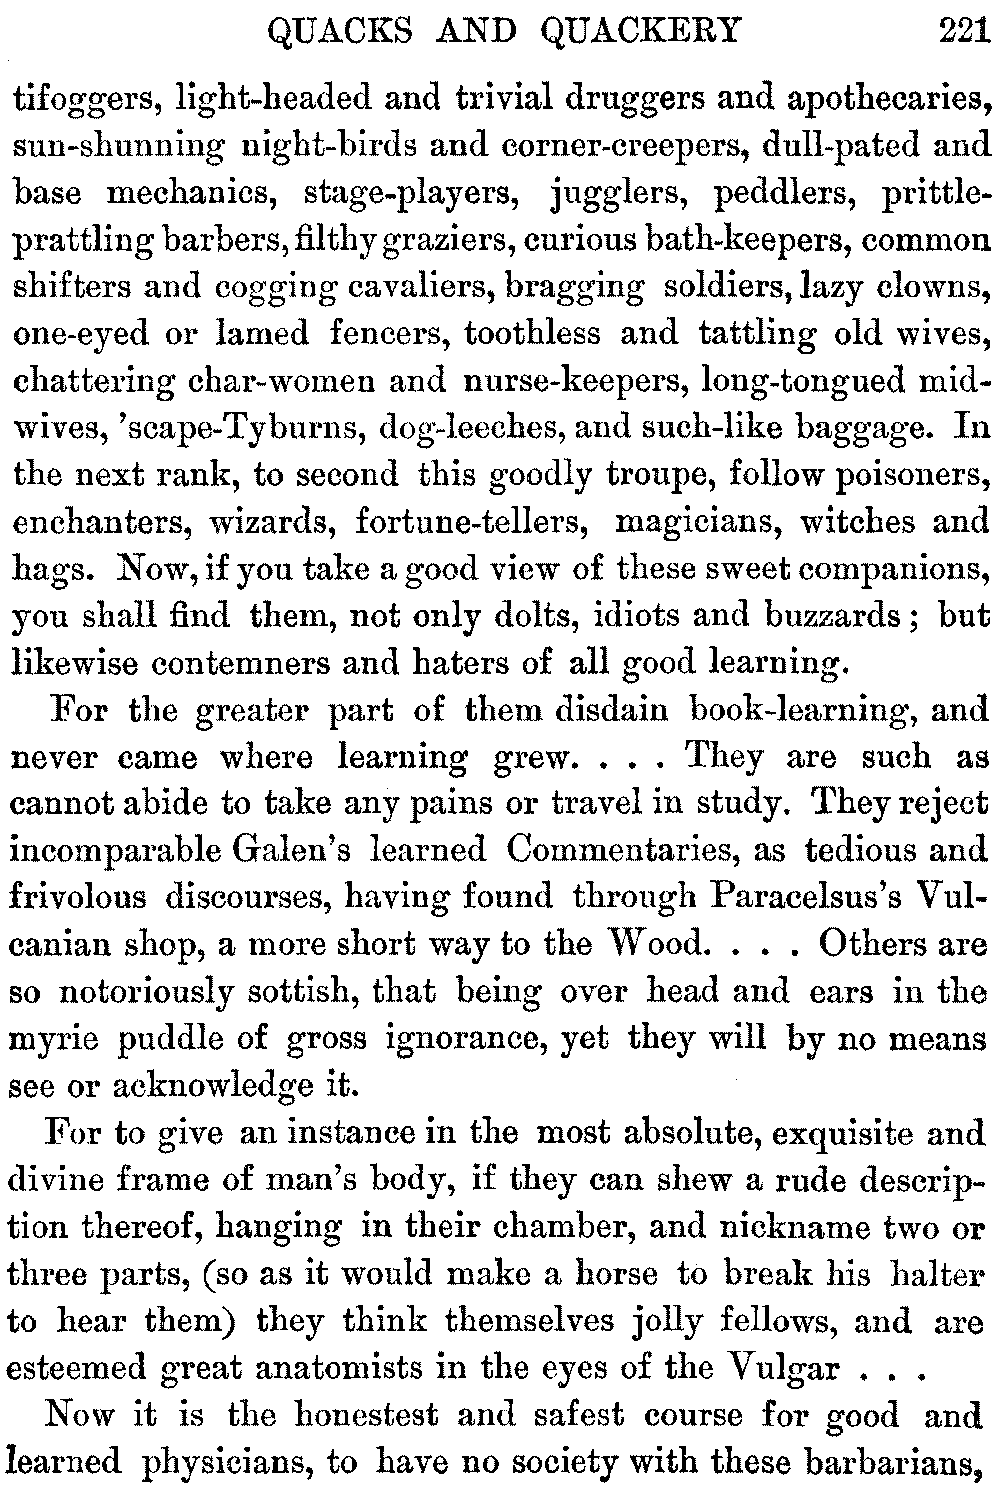 QUACKS AND QUACKERY 221
tifoggers, light-headed and trivial druggers and apothecaries,
sun-shunning night-birds and corner-creepers, dull-pated and
base mechanics, stage-players, jugglers, peddlers, prittle-
prattling barbers, filthy graziers, curious bath-keepers, common
shifters and cogging cavaliers, bragging soldiers, lazy clowns,
one-eyed or lamed fencers, toothless and tattling old wives,
chattering char-women and nurse-keepers, long-tongued mid-
wives, 'scape-Tyburns, dog-leeches, and such-like baggage. In
the next rank, to second this goodly troupe, follow poisoners,
enchanters, wizards, fortune-tellers, magicians, witches and
hags. Now, if you take a good view of these sweet companions,
you shall find them, not only dolts, idiots and buzzards; but
likewise contemners and haters of all good learning.
For the greater part of them disdain book-learning, and
never came where learning grew. . . . They are such as
cannot abide to take any pains or travel in study. They reject
incomparable Galen's learned Commentaries, as tedious and
frivolous discourses, having found through Paracelsus's Vul-
canian shop, a more short way to the Wood. . . . Others are
so notoriously sottish, that being over head and ears in the
myrie puddle of gross ignorance, yet they will by no means
see or acknowledge it.
For to give an instance in the most absolute, exquisite and
divine frame of man's body, if they can shew a rude descrip-
tion thereof, hanging in their chamber, and nickname two or
three parts, (so as it would make a horse to break his halter
to hear them) they think themselves jolly fellows, and are
esteemed great anatomists in the eyes of the Vulgar . . .
Now it is the honestest and safest course for good and
learned physicians, to have no society with these barbarians,